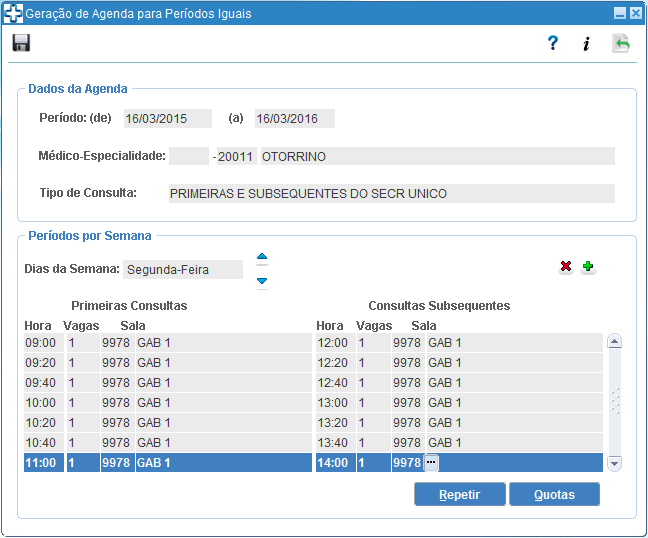 Geração de Agenda para Períodos Iguais
Dados da Agenda
Período: (de) 16/03/2015 (a) 16/03/2016
Médico-Especialidade: -20011 OTORRINO
Tipo de Consulta: PRIMEIRAS E SUBSEQUENTES DO SECR UNICO
Períodos por Semana
Dias da Semana: Segunda-Feira
Primeiras Consultas Consultas Subsequentes
Hora Vagas Sala Hora Vagas Sala
09:00 1 9978 GAB 1 12:00 1 9978 GAB 1
09:20 1 9978 GAB 1 12:20 1 9978 GAB 1
09:40 1 9978 GAB 1 12:40 1 9978 GAB 1
10:00 1 9978 GAB 1 13:00 1 9978 GAB 1
10:20 1 9978 GAB 1 13:20 1 9978 GAB 1
10:40 1 9978 GAB 1 13:40 1 9978 GAB 1
11:00 1 9978 GAB 1 14:00 1 9978 ...
Repetir Quotas